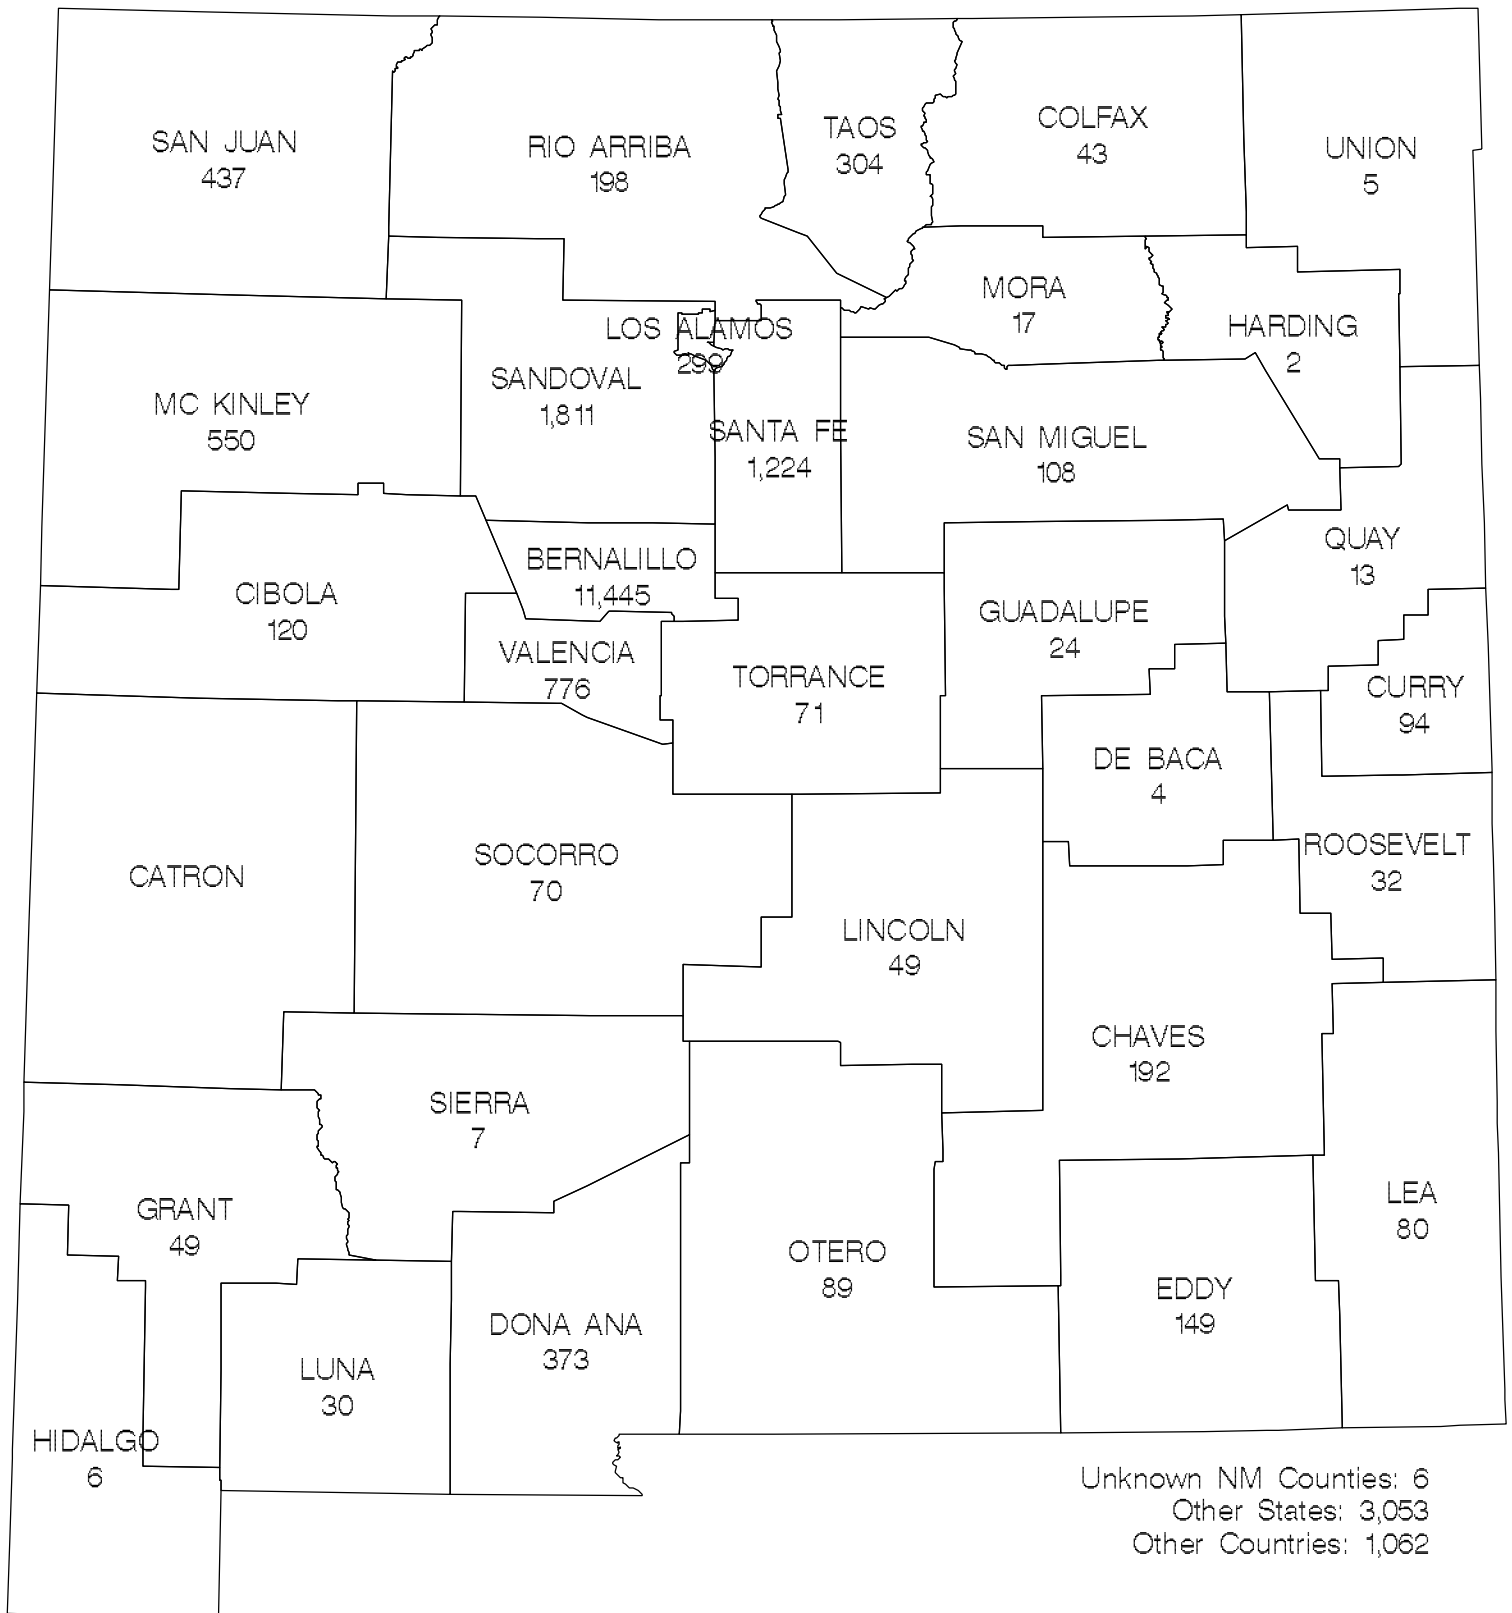 SAN JUAN
437
RIO ARRIBA
198
TAOS
304
COLFAX
43
UNION
5
MC KINLEY
550
SANDOVAL
1,811
LOS ALAMOS
299
SANTA FE
1,224
MORA
17
HARDING
2
SAN MIGUEL
108
CIBOLA
120
BERNALILLO
11,445
VALENCIA
776
TORRANCE
71
GUADALUPE
24
QUAY
13
CURRY
94
DE BACA
4
ROOSEVELT
32
CATRON
SOCORRO
70
LINCOLN
49
CHAVES
192
SIERRA
7
GRANT
49
HIDALGO
6
LUNA
30
DONA ANA
373
OTERO
89
EDDY
149
LEA
80
Unknown NM Counties: 6
Other States: 3,053
Other Countries: 1,062